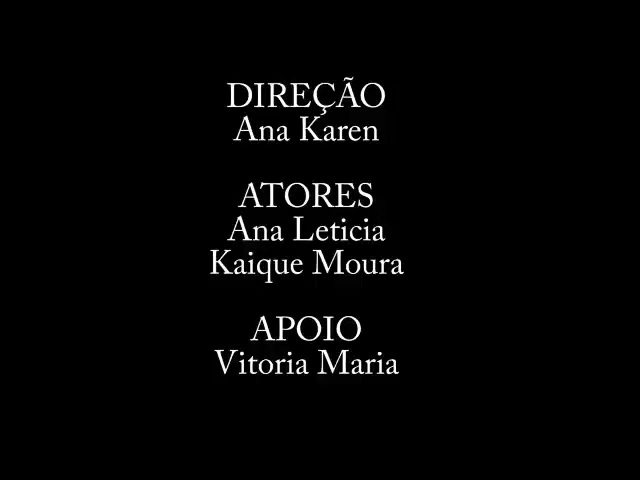 DIREÇÃO
Ana Karen
ATORES
Ana Leticia
Kaique Moura
APOIO
Vitoria Maria